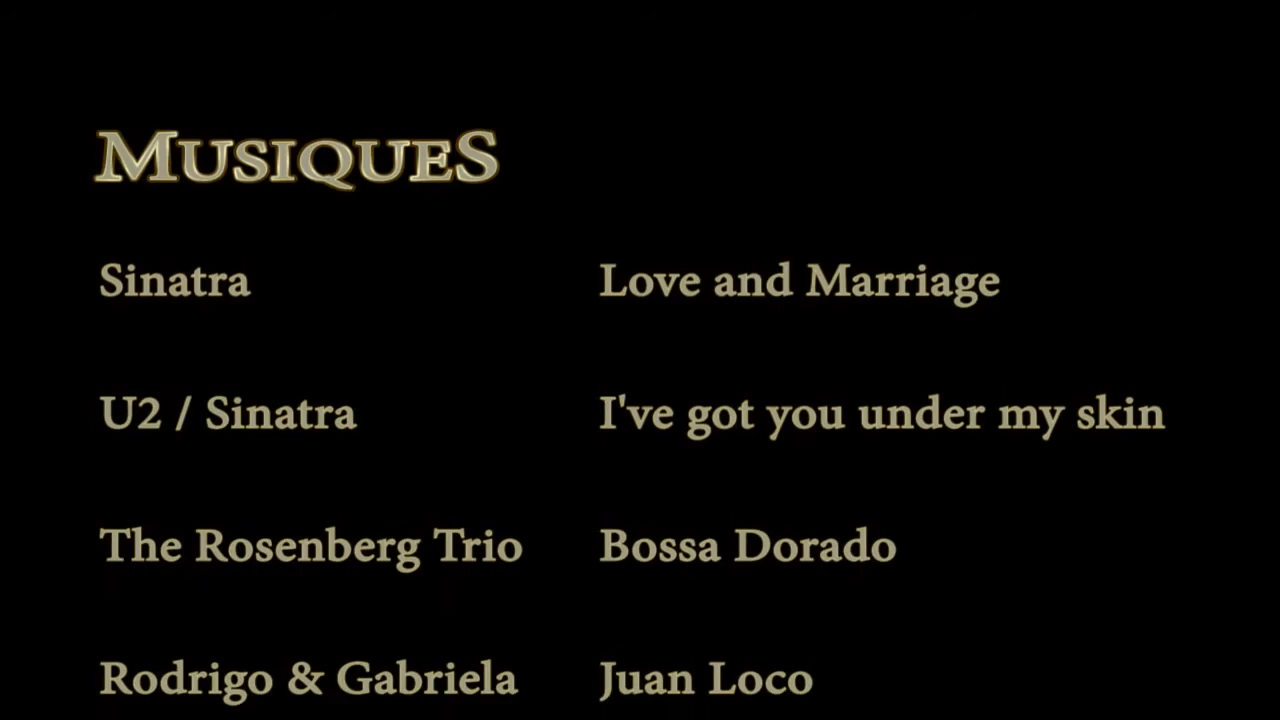 MUSIQUES
Sinatra Love and Marriage
U2 / Sinatra I've got you under my skin
The Rosenberg Trio Bossa Dorado
Rodrigo & Gabriela Juan Loco